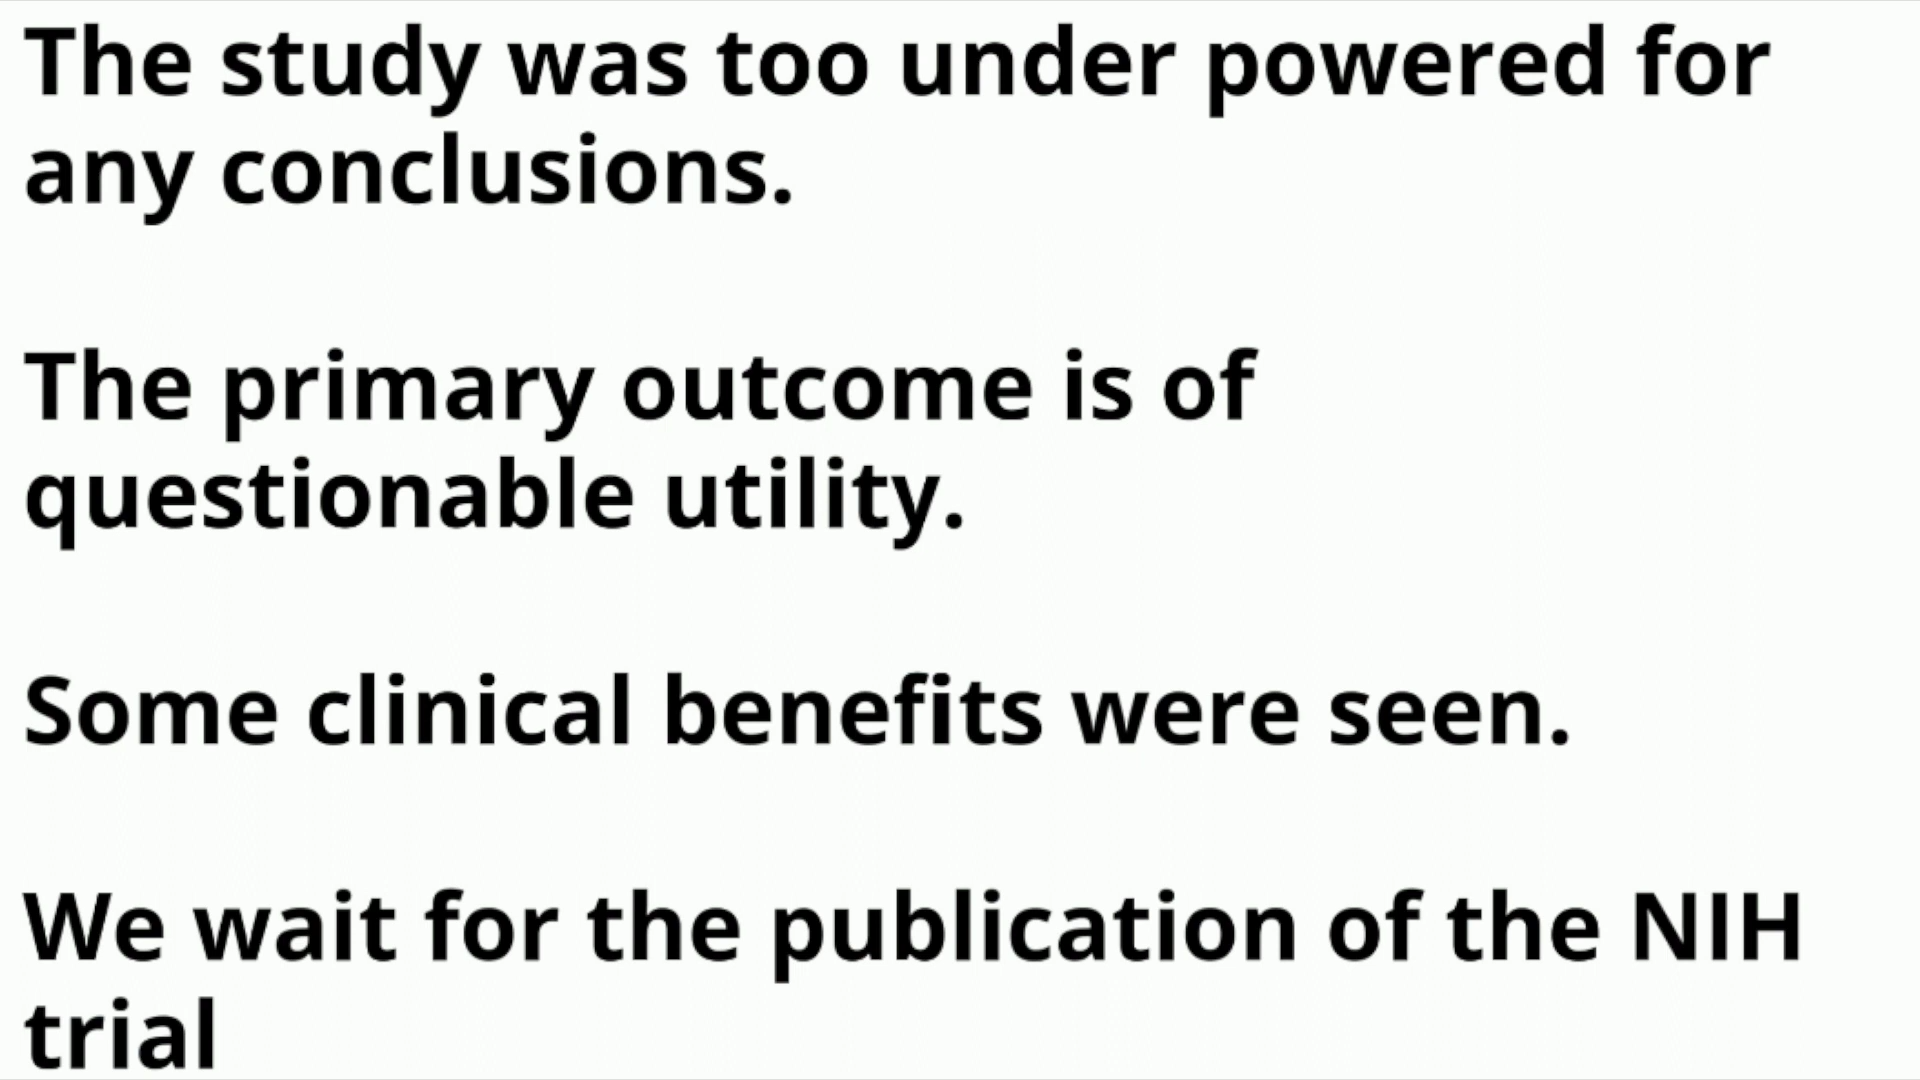 The study was too under powered for
any conclusions.
The primary outcome is of
questionable utility.
Some clinical benefits were seen.
We wait for the publication of the NIH
trial